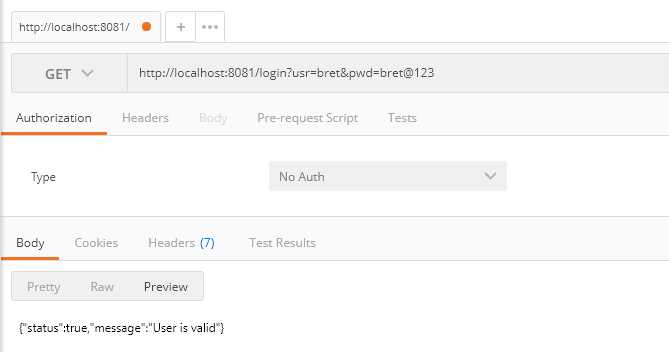 http://localhost:8081/ + •••
GET http://localhost:8081/login?usr=bret&pwd=bret@123
Authorization Headers Body Pre-request Script Tests
Type No Auth
Body Cookies Headers (7) Test Results
Pretty Raw Preview
{"status":true,"message":"User is valid"}